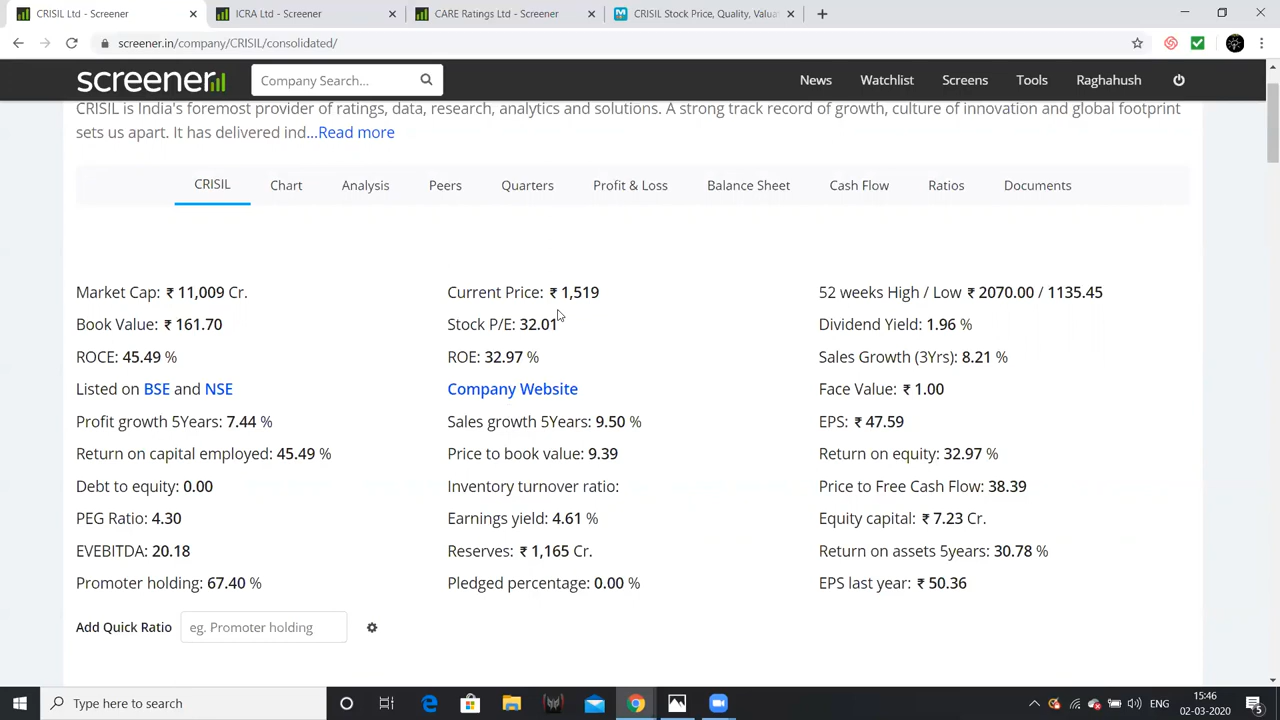 CRISIL Ltd - Screener
ICRA Ltd - Screener
CARE Ratings Ltd - Screener
CRISIL Stock Price, Quality, Valua
screener.in/company/CRISIL/consolidated/
screener
Company Search...
News
Watchlist
Screens
Tools
Raghahush
CRISIL is India's foremost provider of ratings, data, research, analytics and solutions. A strong track record of growth, culture of innovation and global footprint
sets us apart. It has delivered ind...Read more
CRISIL
Chart
Analysis
Peers
Quarters
Profit & Loss
Balance Sheet
Cash Flow
Ratios
Documents
Market Cap: ₹ 11,009 Cr.
Current Price: ₹ 1,519
52 weeks High / Low ₹ 2070.00 / 1135.45
Book Value: ₹ 161.70
Stock P/E: 32.01
Dividend Yield: 1.96 %
ROCE: 45.49 %
ROE: 32.97 %
Sales Growth (3Yrs): 8.21 %
Listed on BSE and NSE
Company Website
Face Value: ₹ 1.00
Profit growth 5Years: 7.44 %
Sales growth 5Years: 9.50 %
EPS: ₹ 47.59
Return on capital employed: 45.49 %
Price to book value: 9.39
Return on equity: 32.97 %
Debt to equity: 0.00
Inventory turnover ratio:
Price to Free Cash Flow: 38.39
PEG Ratio: 4.30
Earnings yield: 4.61 %
Equity capital: ₹ 7.23 Cr.
EVEBITDA: 20.18
Reserves: ₹ 1,165 Cr.
Return on assets 5years: 30.78 %
Promoter holding: 67.40 %
Pledged percentage: 0.00 %
EPS last year: ₹ 50.36
Add Quick Ratio
eg. Promoter holding
Type here to search
ENG
15:46
02-03-2020
5